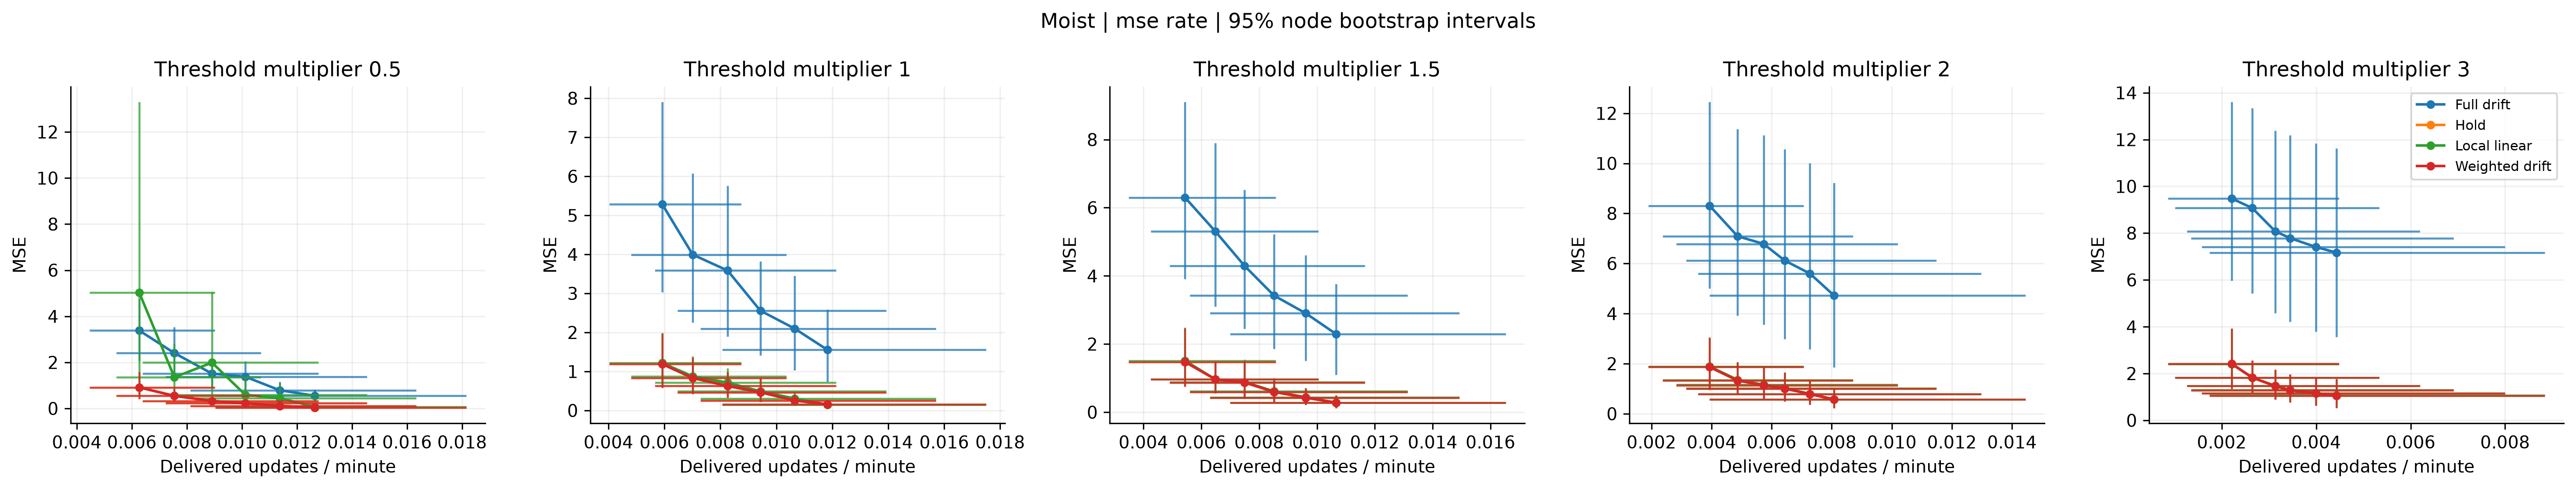 Moist | mse rate | 95% node bootstrap intervals
Threshold multiplier 0.5
MSE
12
10
8
6
4
2
0
0.004 0.006 0.008 0.010 0.012 0.014 0.016 0.018
Delivered updates / minute
Threshold multiplier 1
MSE
8
7
6
5
4
3
2
1
0
0.004 0.006 0.008 0.010 0.012 0.014 0.016 0.018
Delivered updates / minute
Threshold multiplier 1.5
MSE
8
6
4
2
0
0.004 0.006 0.008 0.010 0.012 0.014 0.016
Delivered updates / minute
Threshold multiplier 2
MSE
12
10
8
6
4
2
0
0.002 0.004 0.006 0.008 0.010 0.012 0.014
Delivered updates / minute
Threshold multiplier 3
MSE
14
12
10
8
6
4
2
0
0.002 0.004 0.006 0.008
Delivered updates / minute
Full drift
Hold
Local linear
Weighted drift